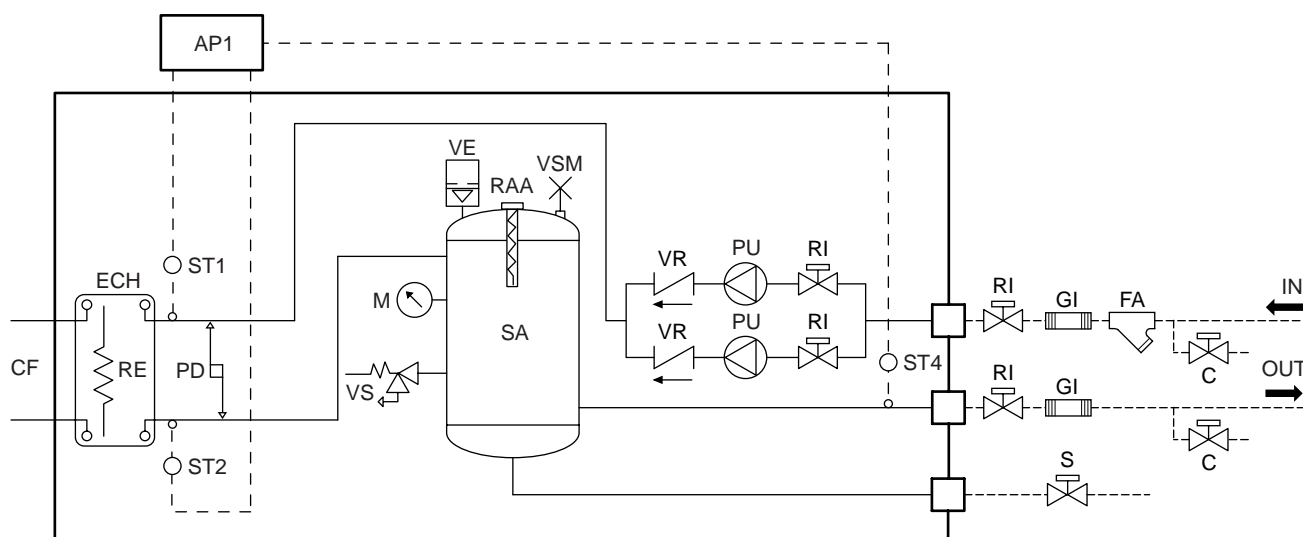 AP1
VE
VSM
RAA
ST1
ECH
M
VR
PU
RI
RI
GI
FA
IN
SA
CF
RE
PD
VR
PU
RI
ST4
RI
GI
C
OUT
VS
ST2
C
S